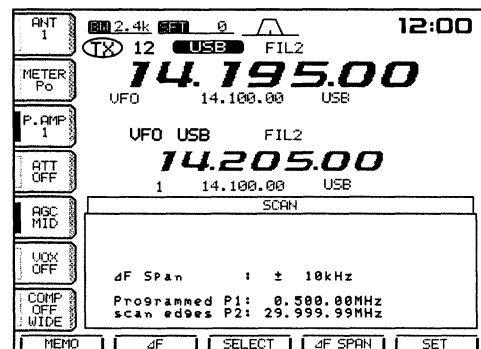 ANT
1
BW 2.4k SFT 0
12:00
TX 12 USB FIL2
METER
Po
14.195.00
VFO 14.100.00 USB
P.AMP
1
VFO USB FIL2
ATT
OFF
14.205.00
1 14.100.00 USB
AGC
MID
SCAN
VOX
OFF
⊿F Span : ± 10kHz
COMP
OFF
WIDE
Programmed P1: 0.500.00MHz
scan edges P2: 29.999.99MHz
MEMO ⊿F SELECT ⊿F SPAN SET